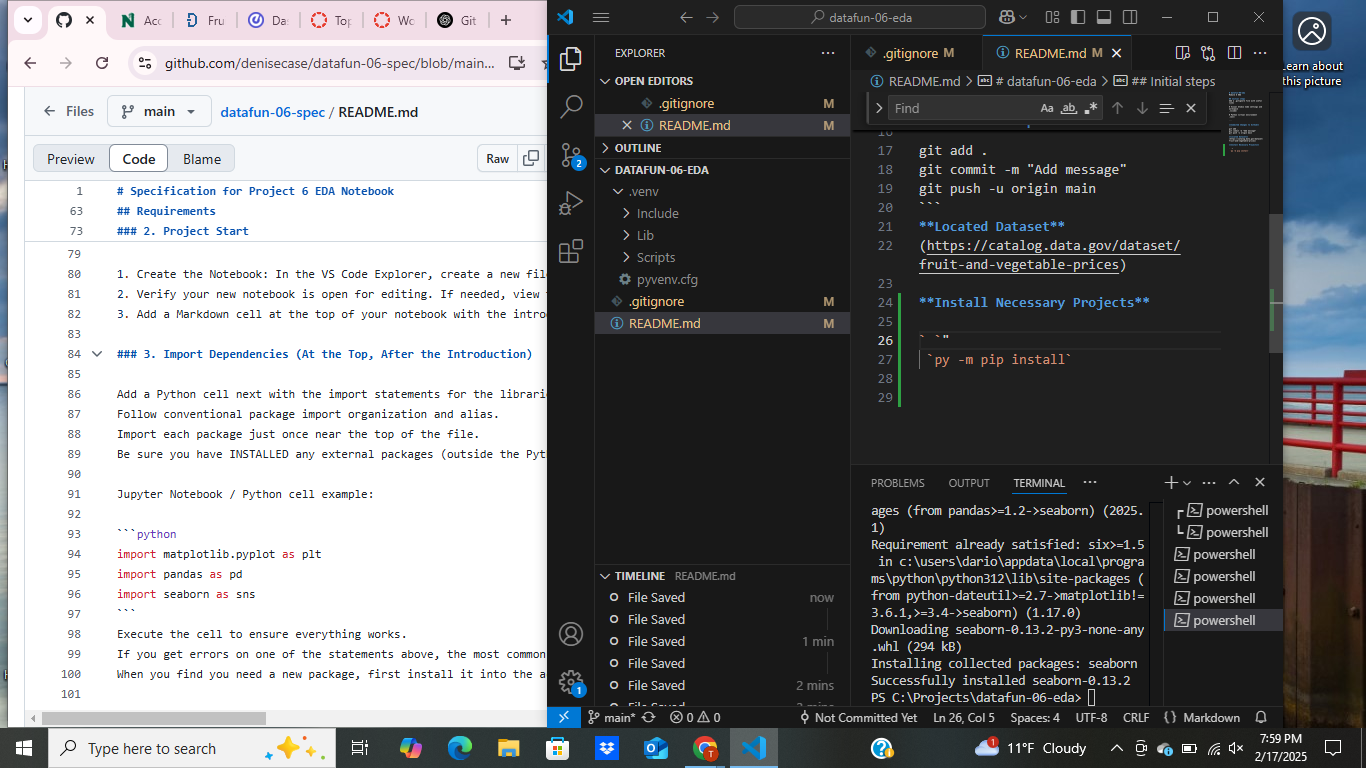 Acc
Fru
Da
Top
Wo
Git
github.com/denisecase/datafun-06-spec/blob/main...
Files
main
datafun-06-spec / README.md
Preview
Code
Blame
Raw
1 # Specification for Project 6 EDA Notebook
63 ## Requirements
73 ### 2. Project Start
79
80 1. Create the Notebook: In the VS Code Explorer, create a new file
81 2. Verify your new notebook is open for editing. If needed, view
82 3. Add a Markdown cell at the top of your notebook with the intro
83
84 ### 3. Import Dependencies (At the Top, After the Introduction)
85
86 Add a Python cell next with the import statements for the librarie
87 Follow conventional package import organization and alias.
88 Import each package just once near the top of the file.
89 Be sure you have INSTALLED any external packages (outside the Pyth
90
91 Jupyter Notebook / Python cell example:
92
93 ```python
94 import matplotlib.pyplot as plt
95 import pandas as pd
96 import seaborn as sns
97 ```
98 Execute the cell to ensure everything works.
99 If you get errors on one of the statements above, the most common
100 When you find you need a new package, first install it into the a
101
datafun-06-eda
EXPLORER
OPEN EDITORS
.gitignore M
README.md M
OUTLINE
DATAFUN-06-EDA
.venv
Include
Lib
Scripts
pyvenv.cfg
.gitignore M
README.md M
TIMELINE README.md
File Saved now
File Saved
File Saved 1 min
File Saved
File Saved 2 mins
2
1
.gitignore M
README.md M
README.md > # datafun-06-eda > ## Initial steps
Find
Aa
ab
16
17 git add .
18 git commit -m "Add message"
19 git push -u origin main
20 ```
21 **Located Dataset**
22 (https://catalog.data.gov/dataset/
fruit-and-vegetable-prices)
23
24 **Install Necessary Projects**
25
26 ` `"
27 `py -m pip install`
28
29
PROBLEMS
OUTPUT
TERMINAL
ages (from pandas>=1.2->seaborn) (2025.
1)
Requirement already satisfied: six>=1.5
in c:\users\dario\appdata\local\progra
ms\python\python312\lib\site-packages (
from python-dateutil>=2.7->matplotlib!=
3.6.1,>=3.4->seaborn) (1.17.0)
Downloading seaborn-0.13.2-py3-none-any
.whl (294 kB)
Installing collected packages: seaborn
Successfully installed seaborn-0.13.2
PS C:\Projects\datafun-06-eda>
powershell
powershell
powershell
powershell
powershell
powershell
main*
0
0
Not Committed Yet
Ln 26, Col 5
Spaces: 4
UTF-8
CRLF
Markdown
Learn about
this picture
Type here to search
1
11°F Cloudy
7:59 PM
2/17/2025